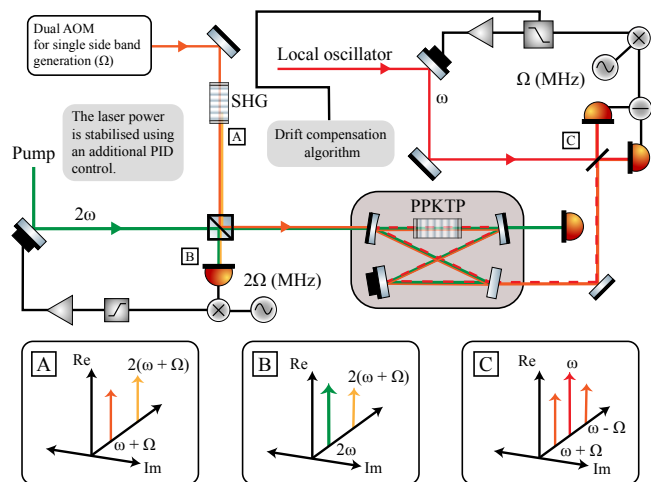 Dual AOM
for single side band
generation (Ω)
Local oscillator
ω
Ω (MHz)
SHG
A
The laser power
is stabilised using
an additional PID
control.
Drift compensation
algorithm
C
Pump
2ω
PPKTP
B
2Ω (MHz)
A
Re
2(ω + Ω)
ω + Ω
Im
B
Re
2(ω + Ω)
2ω
Im
C
Re
ω
ω - Ω
ω + Ω
Im